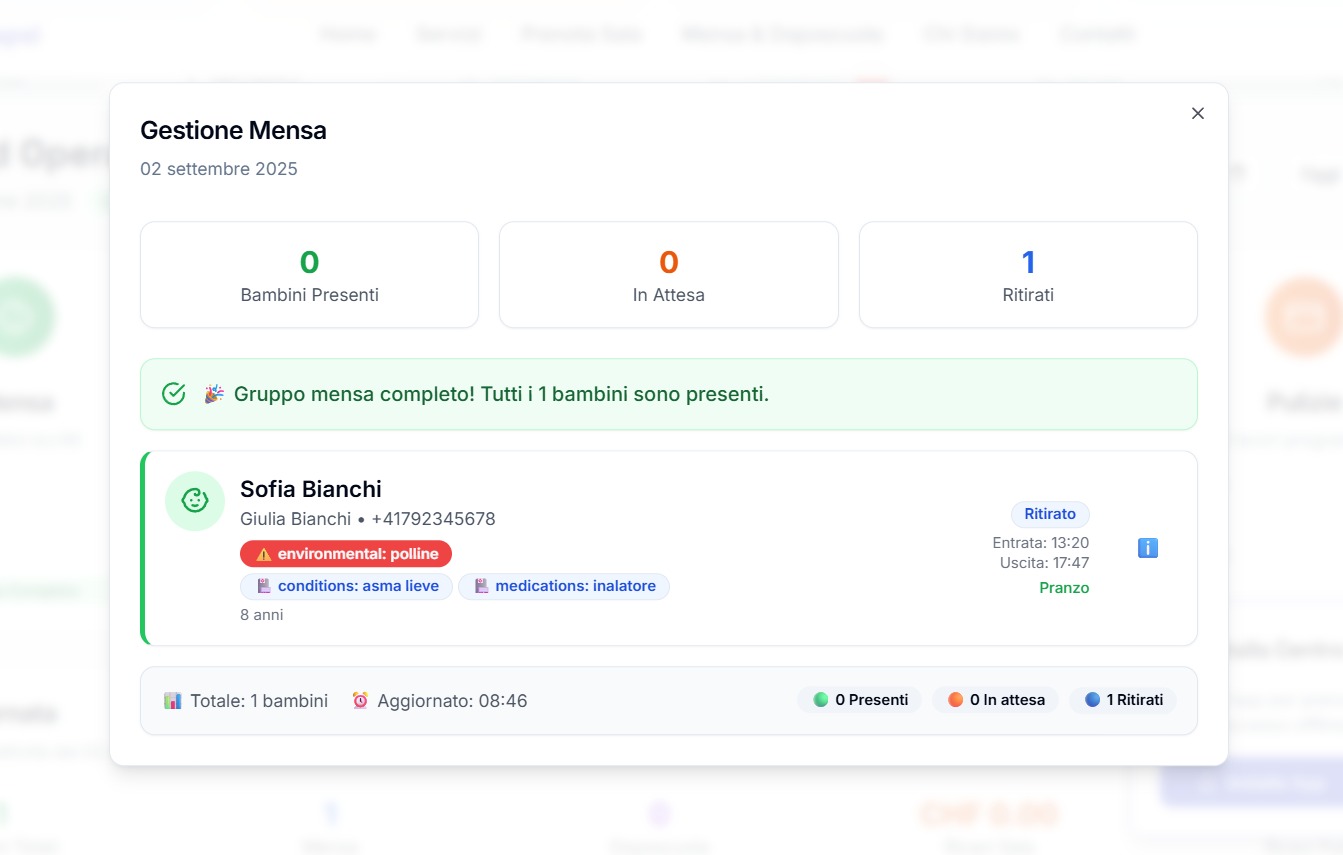 Gestione Mensa
02 settembre 2025
0
Bambini Presenti
0
In Attesa
1
Ritirati
🎉 Gruppo mensa completo! Tutti i 1 bambini sono presenti.
Sofia Bianchi
Giulia Bianchi • +41792345678
⚠️ environmental: polline
💾 conditions: asma lieve
💾 medications: inalatore
8 anni
Ritirato
Entrata: 13:20
Uscita: 17:47
Pranzo
ℹ️
📊 Totale: 1 bambini
⏰ Aggiornato: 08:46
0 Presenti
0 In attesa
1 Ritirati